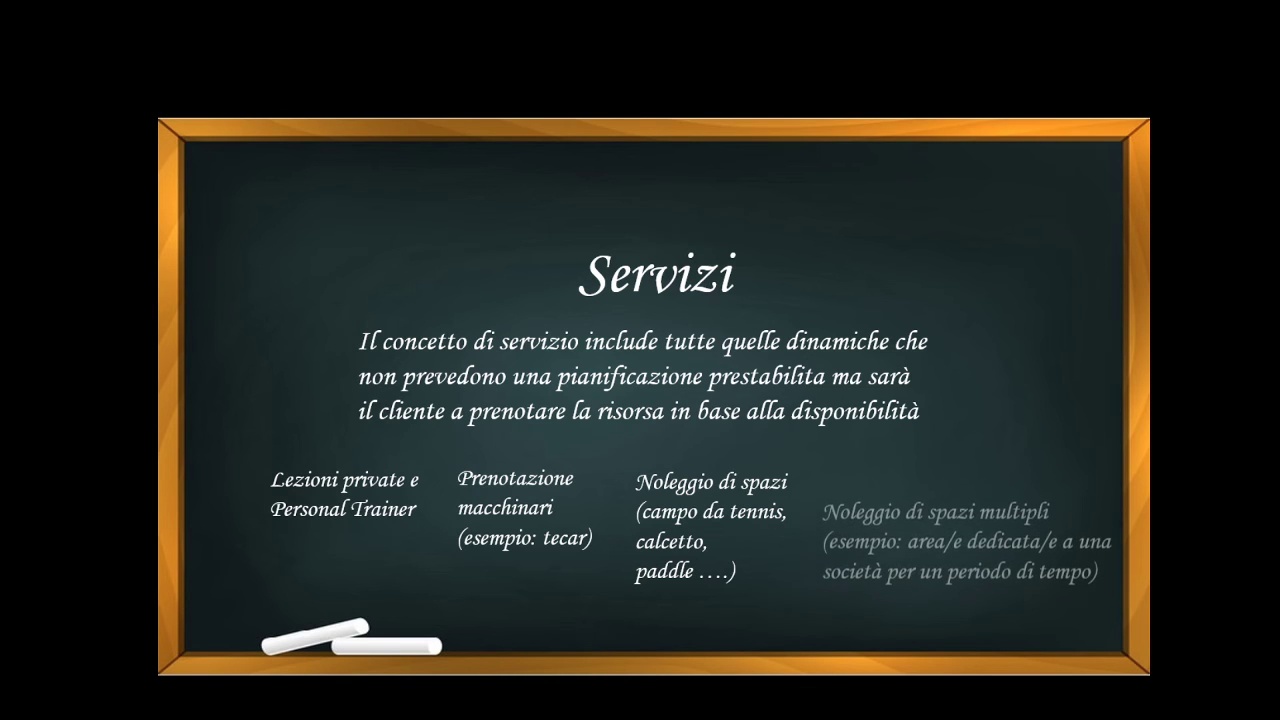 Servizi
Il concetto di servizio include tutte quelle dinamiche che
non prevedono una pianificazione prestabilita ma sarà
il cliente a prenotare la risorsa in base alla disponibilità
Lezioni private e
Personal Trainer
Prenotazione
macchinari
(esempio: tecar)
Noleggio di spazi
(campo da tennis,
calcetto,
paddle ….)
Noleggio di spazi multipli
(esempio: area/e dedicata/e a una
società per un periodo di tempo)